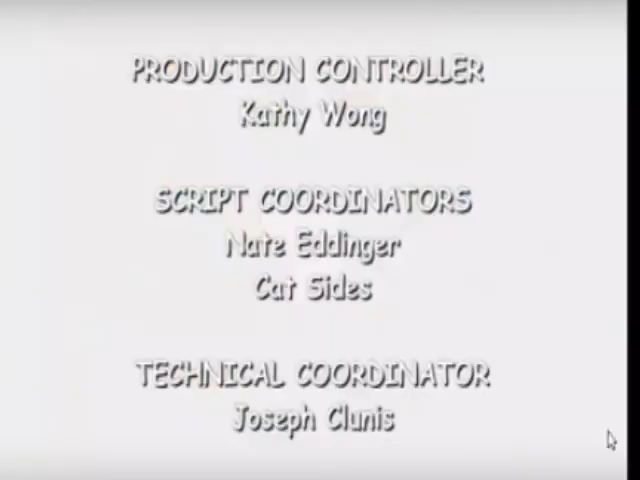 PRODUCTION CONTROLLER
Kathy Wong
SCRIPT COORDINATORS
Nate Eddinger
Cat Sides
TECHNICAL COORDINATOR
Joseph Clunis